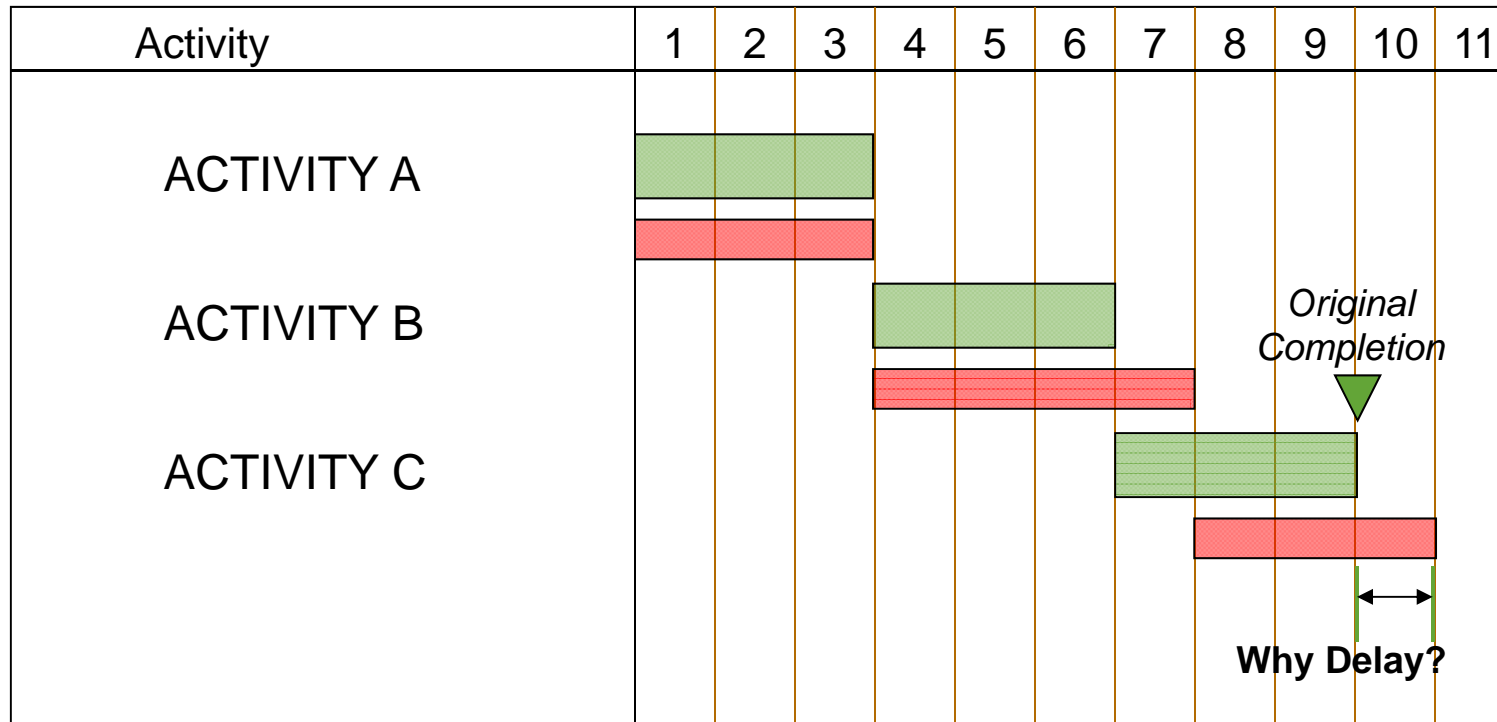 Activity 1 2 3 4 5 6 7 8 9 10 11
ACTIVITY A
ACTIVITY B
Original
Completion
ACTIVITY C
Why Delay?